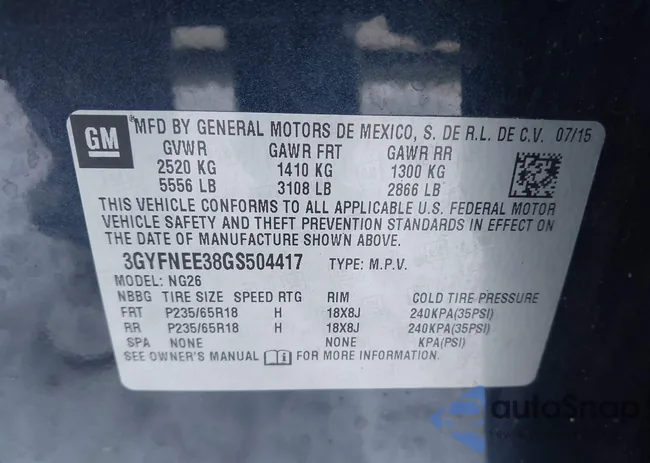 GM
MFD BY GENERAL MOTORS DE MEXICO, S. DE R.L. DE C.V. 07/15
GVWR GAWR FRT GAWR RR
2520 KG 1410 KG 1300 KG
5556 LB 3108 LB 2866 LB
THIS VEHICLE CONFORMS TO ALL APPLICABLE U.S. FEDERAL MOTOR
VEHICLE SAFETY AND THEFT PREVENTION STANDARDS IN EFFECT ON
THE DATE OF MANUFACTURE SHOWN ABOVE.
3GYFNEE38GS504417 TYPE: M.P.V.
MODEL: NG26
NBBG TIRE SIZE SPEED RTG RIM COLD TIRE PRESSURE
FRT P235/65R18 H 18X8J 240KPA(35PSI)
RR P235/65R18 H 18X8J 240KPA(35PSI)
SPA NONE NONE KPA(PSI)
SEE OWNER'S MANUAL i FOR MORE INFORMATION.
autoSnap